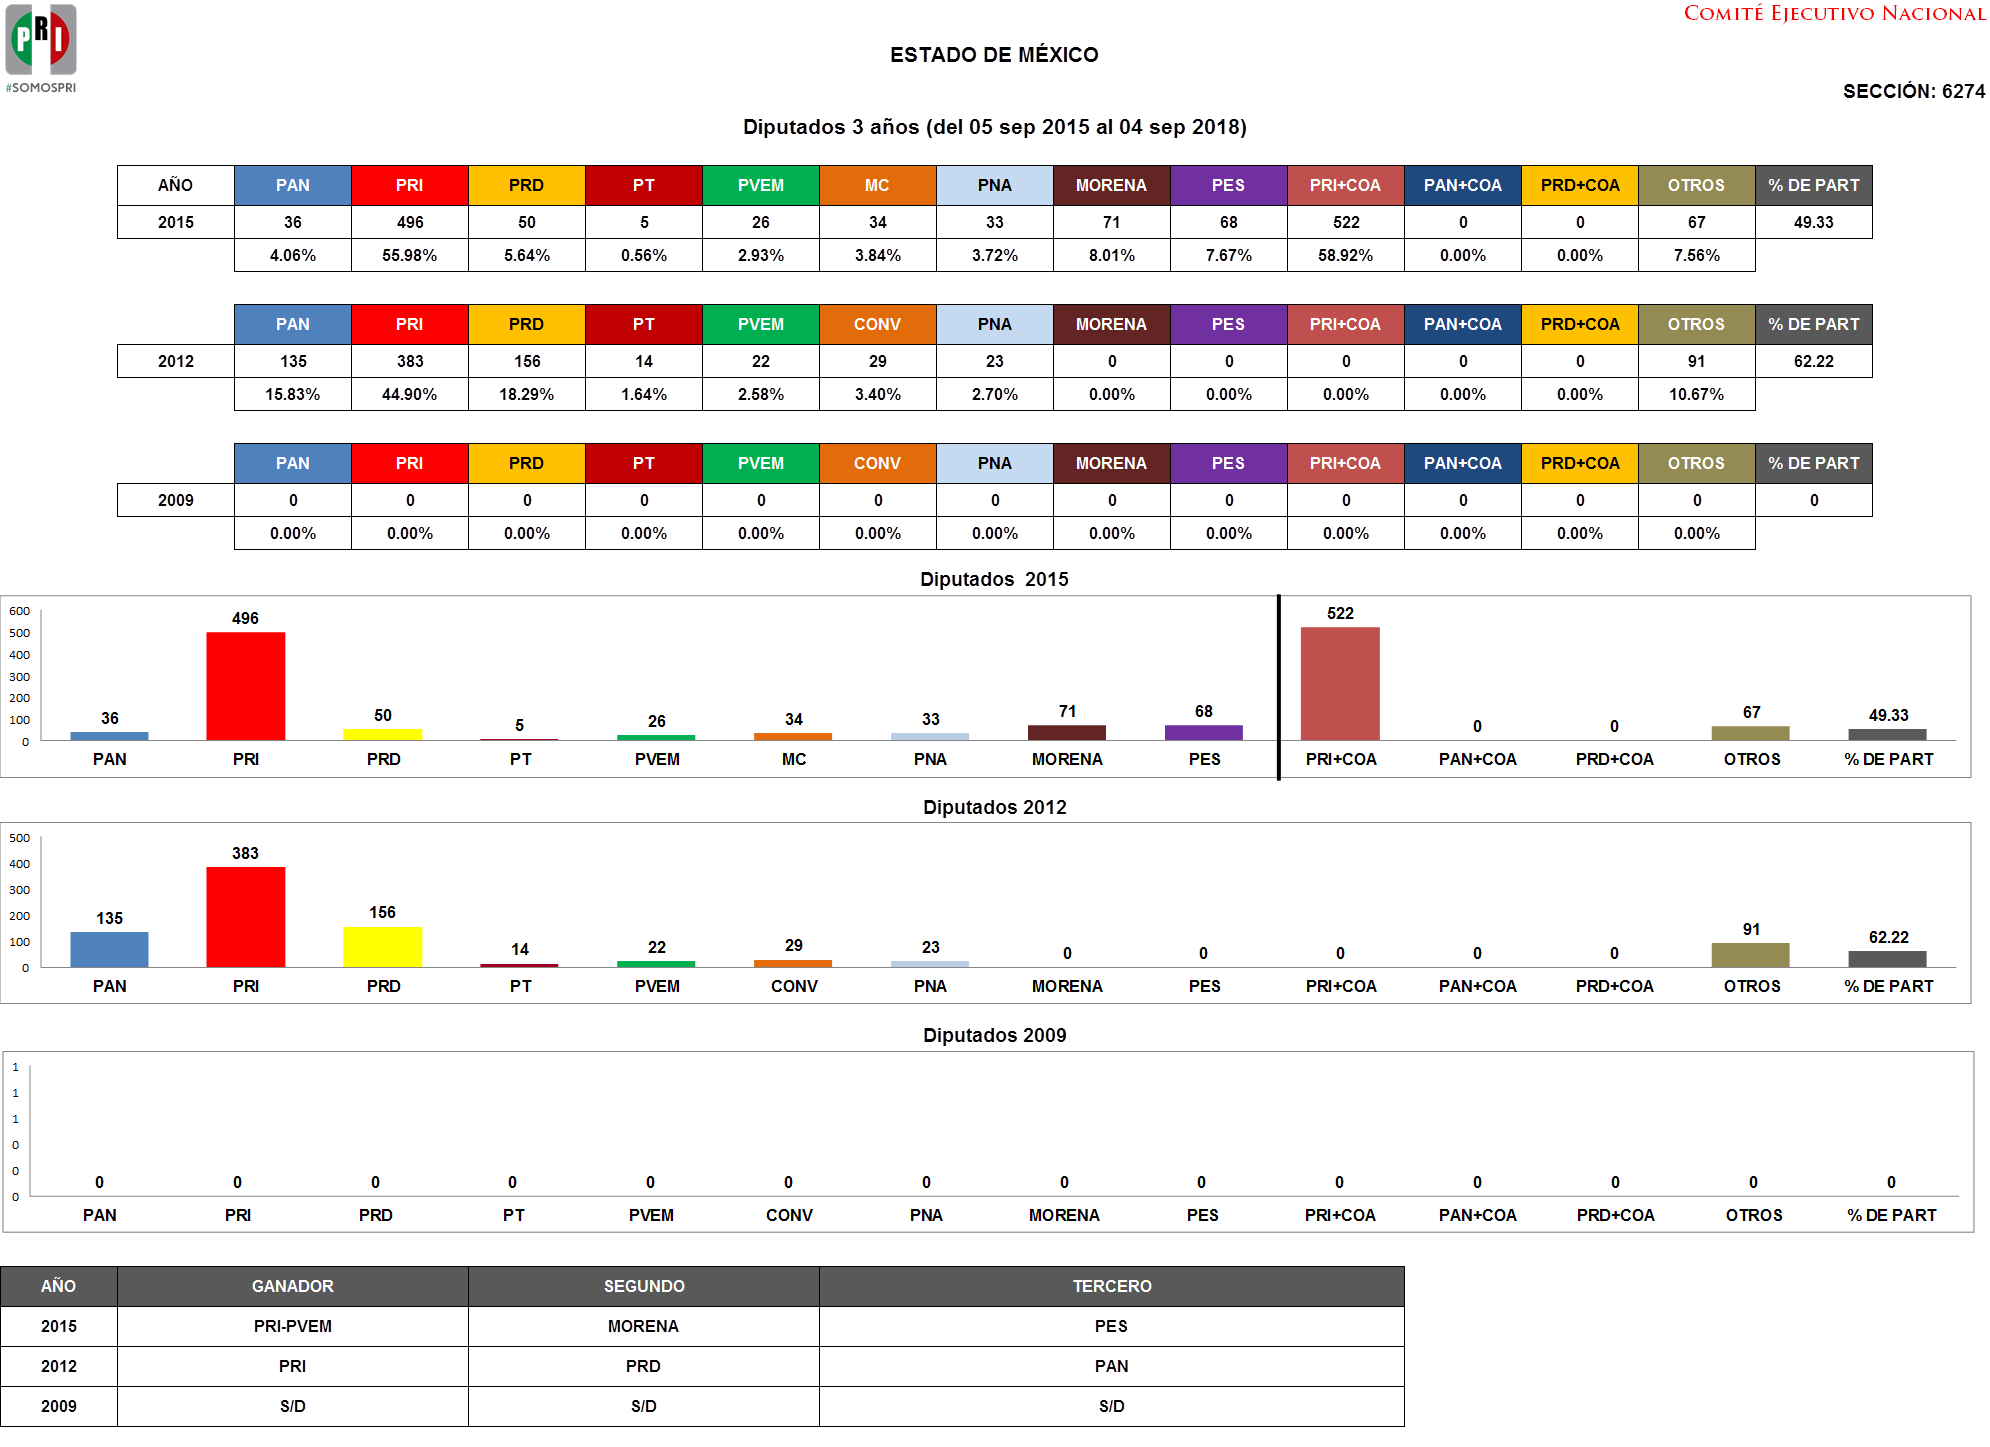 PRI
#SOMOSPRI
COMITÉ EJECUTIVO NACIONAL
ESTADO DE MÉXICO
SECCIÓN: 6274
Diputados 3 años (del 05 sep 2015 al 04 sep 2018)
AÑO PAN PRI PRD PT PVEM MC PNA MORENA PES PRI+COA PAN+COA PRD+COA OTROS % DE PART
2015 36 496 50 5 26 34 33 71 68 522 0 0 67 49.33
4.06% 55.98% 5.64% 0.56% 2.93% 3.84% 3.72% 8.01% 7.67% 58.92% 0.00% 0.00% 7.56%
PAN PRI PRD PT PVEM CONV PNA MORENA PES PRI+COA PAN+COA PRD+COA OTROS % DE PART
2012 135 383 156 14 22 29 23 0 0 0 0 0 91 62.22
15.83% 44.90% 18.29% 1.64% 2.58% 3.40% 2.70% 0.00% 0.00% 0.00% 0.00% 0.00% 10.67%
PAN PRI PRD PT PVEM CONV PNA MORENA PES PRI+COA PAN+COA PRD+COA OTROS % DE PART
2009 0 0 0 0 0 0 0 0 0 0 0 0 0 0
0.00% 0.00% 0.00% 0.00% 0.00% 0.00% 0.00% 0.00% 0.00% 0.00% 0.00% 0.00% 0.00%
Diputados 2015
600
500
400
300
200
100
0
36 496 50 5 26 34 33 71 68 522 0 0 67 49.33
PAN PRI PRD PT PVEM MC PNA MORENA PES PRI+COA PAN+COA PRD+COA OTROS % DE PART
Diputados 2012
500
400
300
200
100
0
135 383 156 14 22 29 23 0 0 0 0 0 91 62.22
PAN PRI PRD PT PVEM CONV PNA MORENA PES PRI+COA PAN+COA PRD+COA OTROS % DE PART
Diputados 2009
1
1
1
0
0
0
0 0 0 0 0 0 0 0 0 0 0 0 0 0
PAN PRI PRD PT PVEM CONV PNA MORENA PES PRI+COA PAN+COA PRD+COA OTROS % DE PART
AÑO GANADOR SEGUNDO TERCERO
2015 PRI-PVEM MORENA PES
2012 PRI PRD PAN
2009 S/D S/D S/D